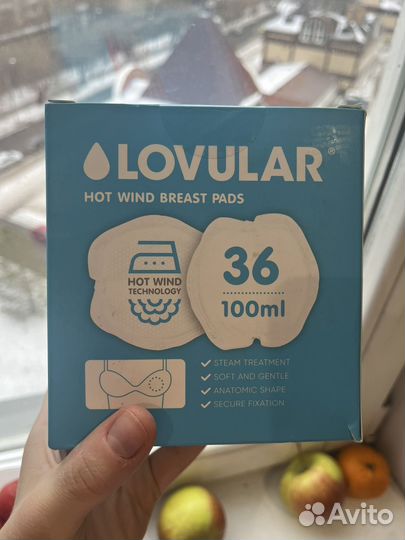 LOVULAR®
HOT WIND BREAST PADS
HOT WIND
TECHNOLOGY
36
100ml
✓ STEAM TREATMENT
✓ SOFT AND GENTLE
✓ ANATOMIC SHAPE
✓ SECURE FIXATION
Avito